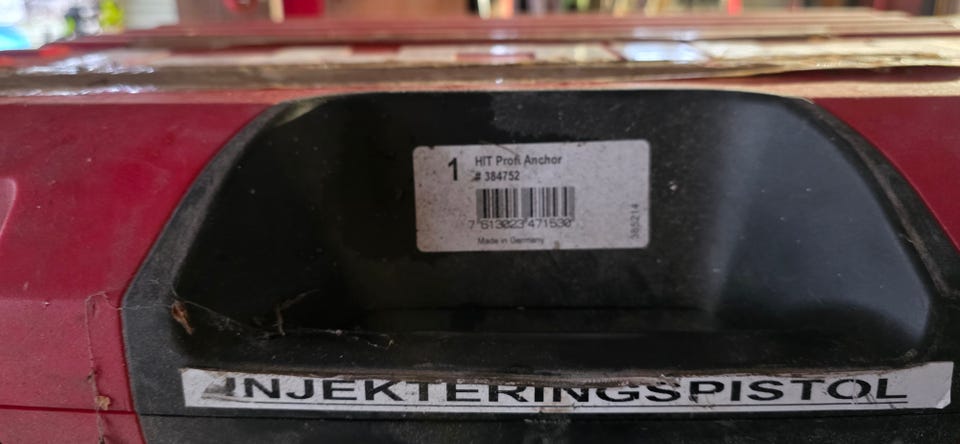 1 HIT Profi Anchor
# 384752
7 613023 471530
Made in Germany
385214
INJEKTERINGSPISTOL